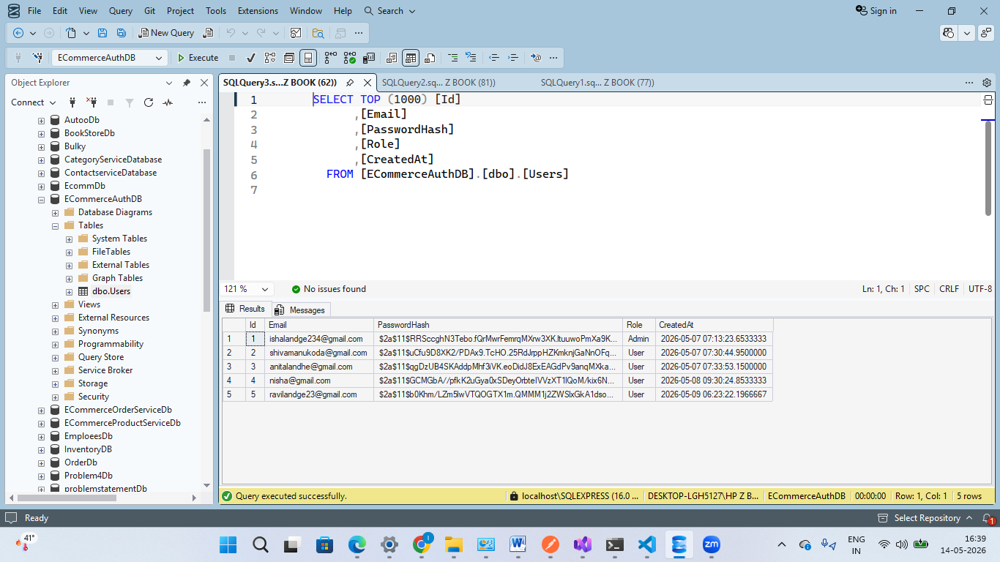 File Edit View Query Git Project Tools Extensions Window Help Search Sign in
New Query
ECommerceAuthDB Execute
Object Explorer
Connect
AutooDb
BookStoreDb
Bulky
CategoryServiceDatabase
ContactserviceDatabase
EcommDb
ECommerceAuthDB
Database Diagrams
Tables
System Tables
FileTables
External Tables
Graph Tables
dbo.Users
Views
External Resources
Synonyms
Programmability
Query Store
Service Broker
Storage
Security
ECommerceOrderServiceDb
ECommerceProductServiceDb
EmploeesDb
InventoryDB
OrderDb
Problem4Db
problemstatementDb
SQLQuery3.s...Z BOOK (62)) SQLQuery2.sq... Z BOOK (81)) SQLQuery1.sq... Z BOOK (77))
1 SELECT TOP (1000) [Id]
2 ,[Email]
3 ,[PasswordHash]
4 ,[Role]
5 ,[CreatedAt]
6 FROM [ECommerceAuthDB].[dbo].[Users]
7
121 % No issues found Ln: 1, Ch: 1 SPC CRLF UTF-8
Results Messages
Id Email PasswordHash Role CreatedAt
1 1 ishalandge234@gmail.com $2a$11$RRSccghN3Tebo.fQrMwrFemrqMXrw3XK.ltuuwoPmXa9K... Admin 2026-05-07 07:13:23.6533333
2 2 shivamanukoda@gmail.com $2a$11$uCfu9D8XK2/PDAx9.TcHO.25RdJrppHZKmknjGaNnOFq... User 2026-05-07 07:30:44.9500000
3 3 anitalandhe@gmail.com $2a$11$qgDzUB4SKAddpMhf3iVK.eoDidJ8ExEAGdPv9anqMXka... User 2026-05-07 07:33:53.1500000
4 4 nisha@gmail.com $2a$11$GCMGbA//pfkK2uGya0xSDeyOrbteIVVzXT1lQoM/kix6N... User 2026-05-08 09:30:24.8533333
5 5 ravilandge23@gmail.com $2a$11$b0Khm/LZm5lwVTQOGTX1m.QMMM1j2ZWSlxGkA1dso... User 2026-05-09 06:23:22.1966667
Query executed successfully. localhost\SQLEXPRESS (16.0 ... DESKTOP-LGH5127\HP Z B... ECommerceAuthDB 00:00:00 Row: 1, Col: 1 5 rows
Ready Select Repository 1
41° ENG IN 16:39
14-05-2026